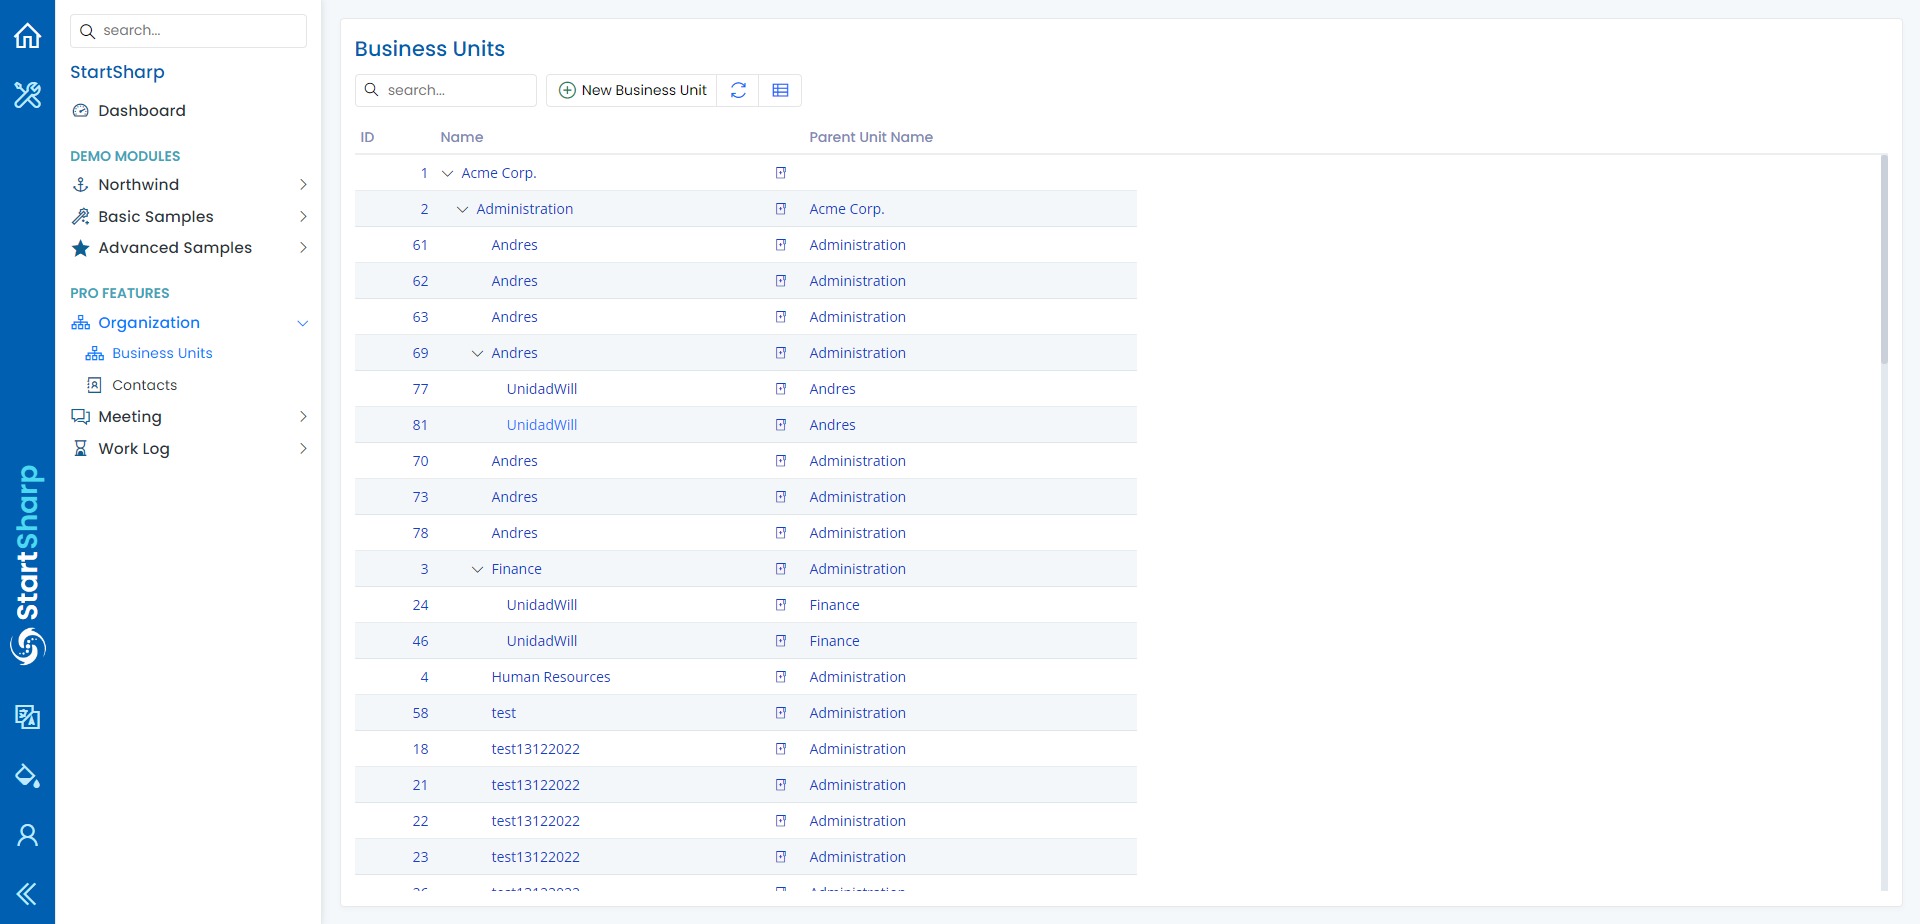 search...
StartSharp
Dashboard
DEMO MODULES
Northwind
Basic Samples
Advanced Samples
PRO FEATURES
Organization
Business Units
Contacts
Meeting
Work Log
StartSharp
Business Units
search...
New Business Unit
ID Name Parent Unit Name
1 Acme Corp.
2 Administration Acme Corp.
61 Andres Administration
62 Andres Administration
63 Andres Administration
69 Andres Administration
77 UnidadWill Andres
81 UnidadWill Andres
70 Andres Administration
73 Andres Administration
78 Andres Administration
3 Finance Administration
24 UnidadWill Finance
46 UnidadWill Finance
4 Human Resources Administration
58 test Administration
18 test13122022 Administration
21 test13122022 Administration
22 test13122022 Administration
23 test13122022 Administration